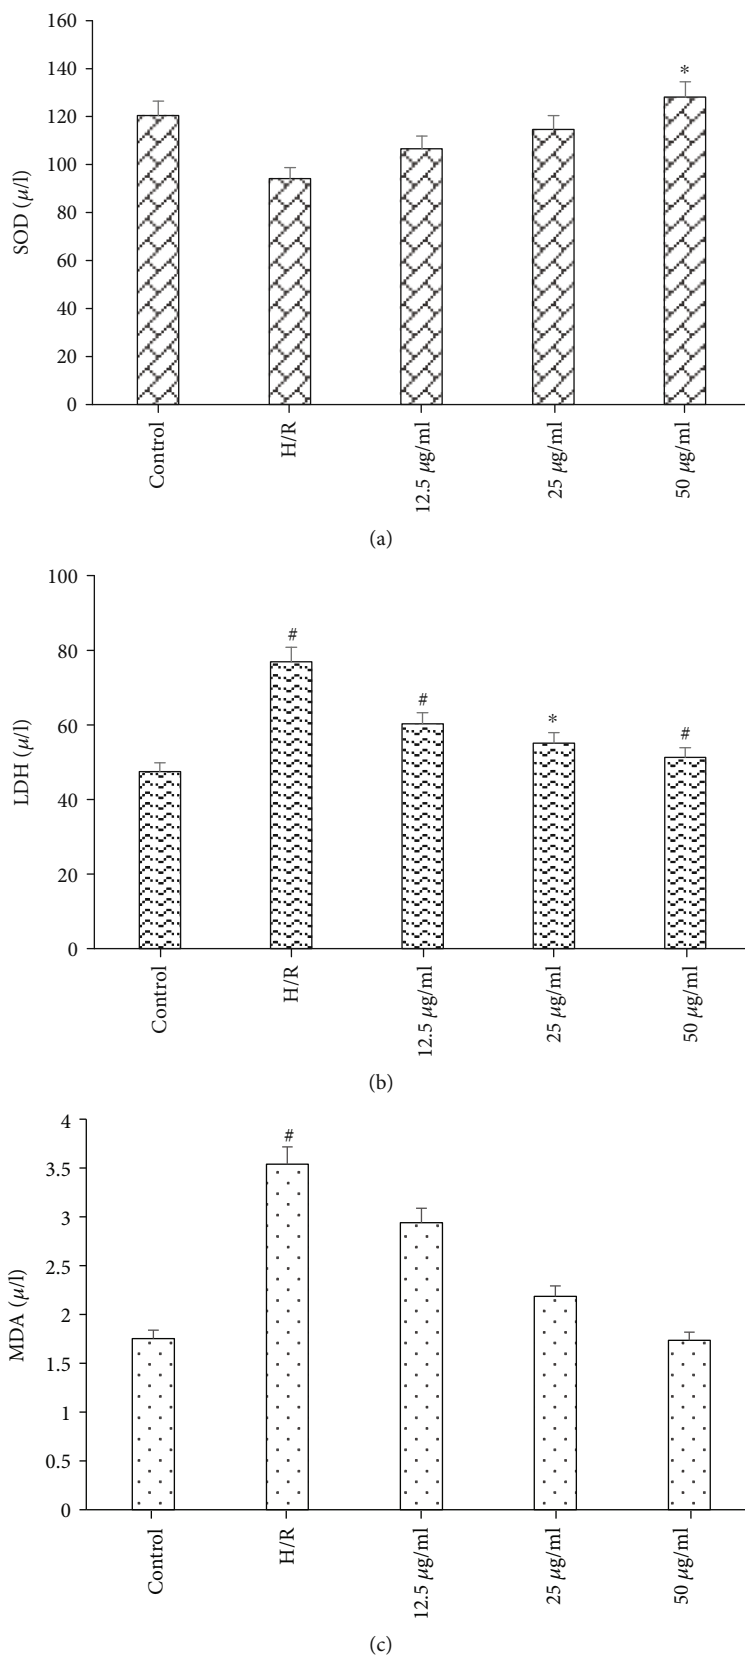 160
140
120
100
80
60
40
20
0
SOD (μ/l)
*
Control
H/R
12.5 μg/ml
25 μg/ml
50 μg/ml
(a)
100
80
60
40
20
0
LDH (μ/l)
#
#
*
#
Control
H/R
12.5 μg/ml
25 μg/ml
50 μg/ml
(b)
4
3.5
3
2.5
2
1.5
1
0.5
0
MDA (μ/l)
#
Control
H/R
12.5 μg/ml
25 μg/ml
50 μg/ml
(c)